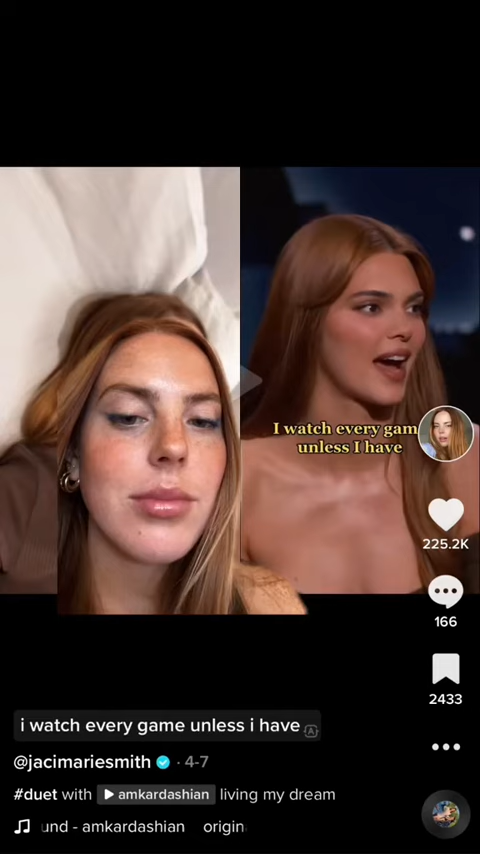 I watch every gam
unless I have
225.2K
166
2433
i watch every game unless i have
@jacimariesmith · 4-7
#duet with amkardashian living my dream
und - amkardashian origin